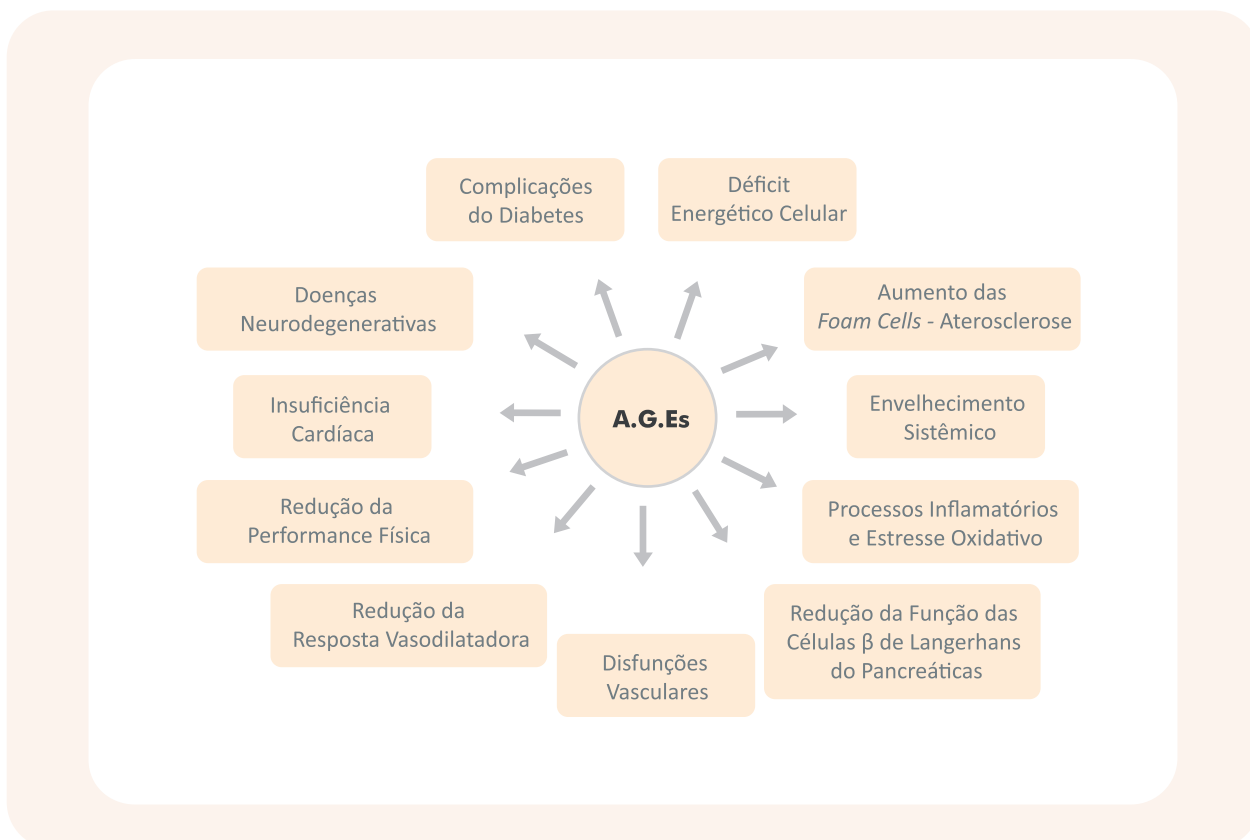 Complicações
do Diabetes
Déficit
Energético Celular
Doenças
Neurodegenerativas
Aumento das
Foam Cells - Aterosclerose
Insuficiência
Cardíaca
A.G.Es
Envelhecimento
Sistêmico
Redução da
Performance Física
Processos Inflamatórios
e Estresse Oxidativo
Redução da
Resposta Vasodilatadora
Disfunções
Vasculares
Redução da Função das
Células β de Langerhans
do Pancreáticas